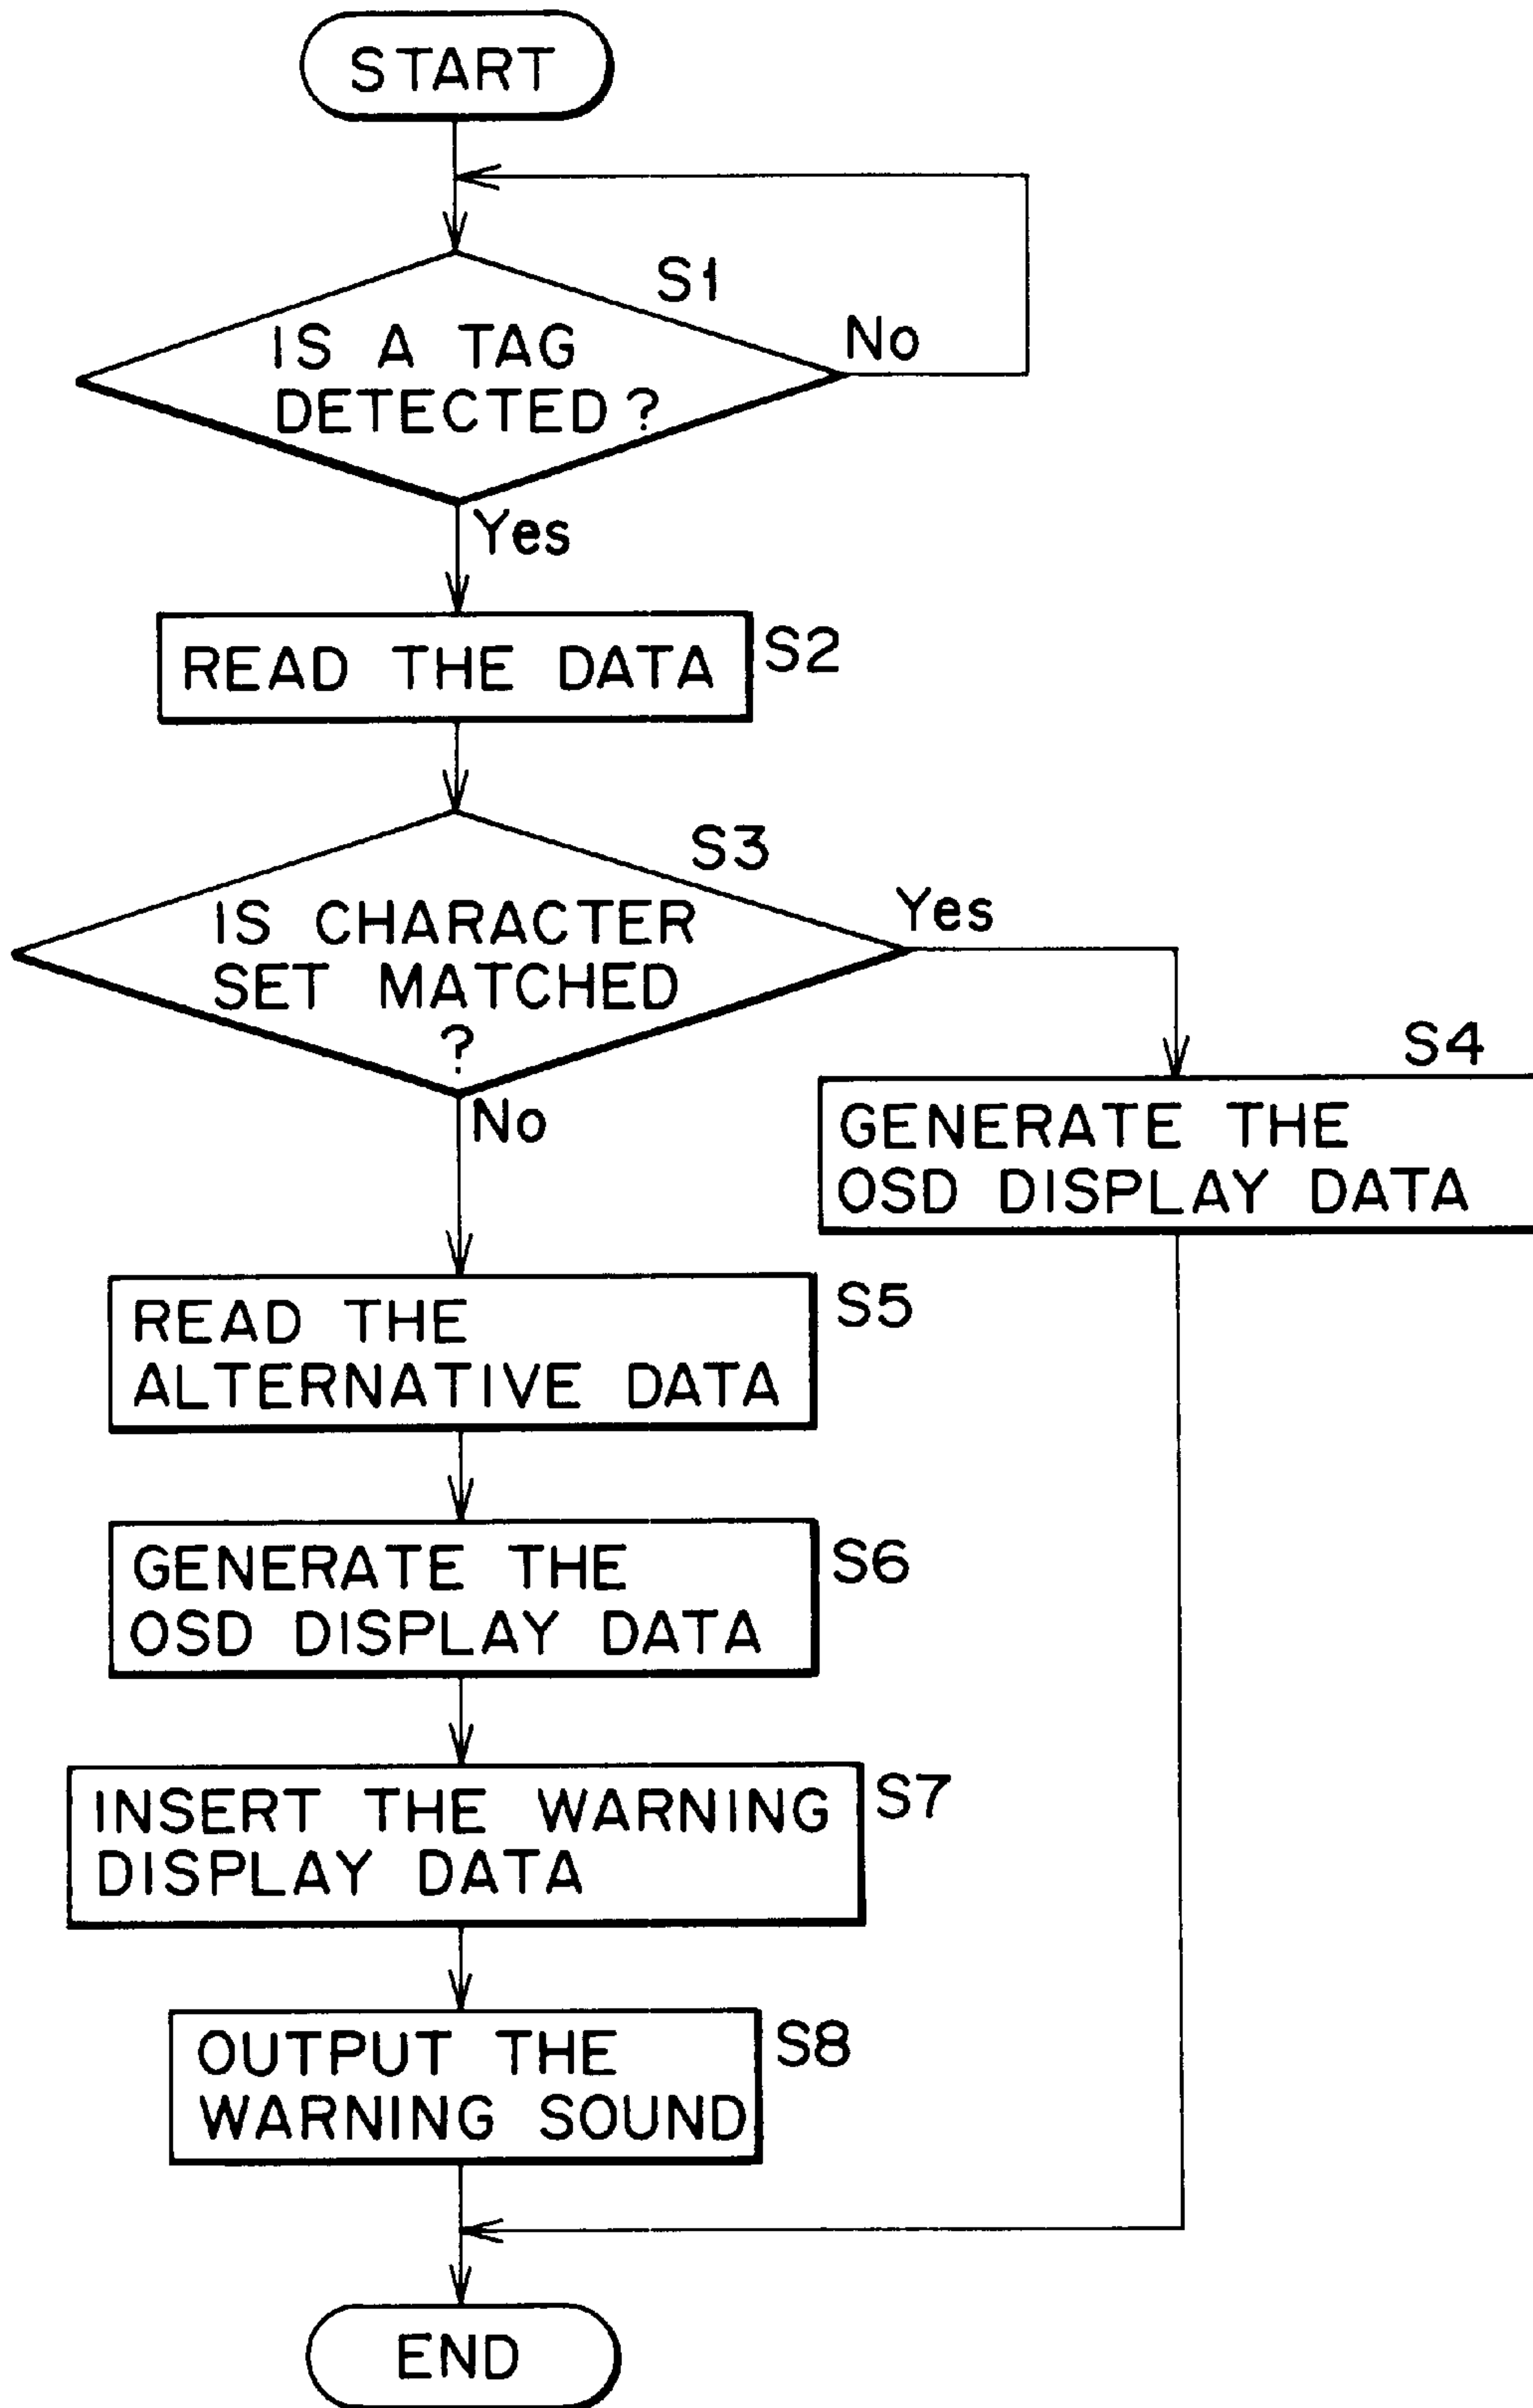 START
S1
IS A TAG
DETECTED?
No
Yes
READ THE DATA
S2
S3
IS CHARACTER
SET MATCHED
?
Yes
No
S4
GENERATE THE
OSD DISPLAY DATA
READ THE
ALTERNATIVE DATA
S5
GENERATE THE
OSD DISPLAY DATA
S6
INSERT THE WARNING
DISPLAY DATA
S7
OUTPUT THE
WARNING SOUND
S8
END